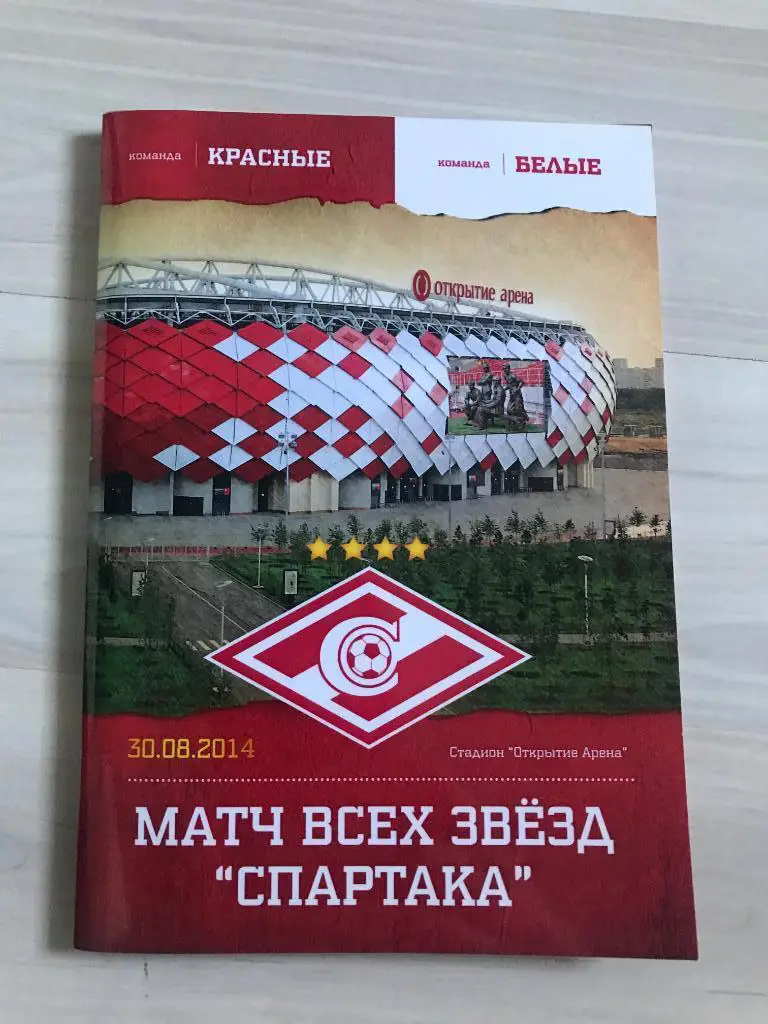 команда | КРАСНЫЕ
команда | БЕЛЫЕ
открытие арена
С
30.08.2014
Стадион "Открытие Арена"
МАТЧ ВСЕХ ЗВЁЗД
"СПАРТАКА"